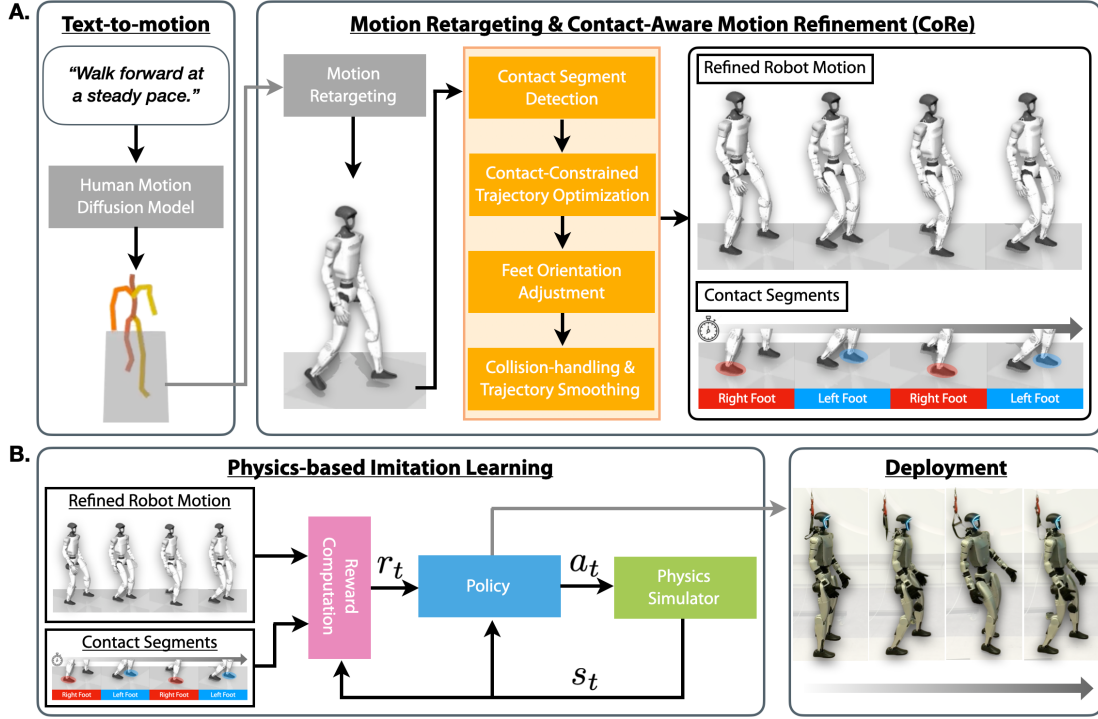 A.
Text-to-motion
“Walk forward at
a steady pace.”
Human Motion
Diffusion Model
Motion Retargeting & Contact-Aware Motion Refinement (CoRe)
Motion
Retargeting
Contact Segment
Detection
Contact-Constrained
Trajectory Optimization
Feet Orientation
Adjustment
Collision-handling &
Trajectory Smoothing
Refined Robot Motion
Contact Segments
Right Foot
Left Foot
Right Foot
Left Foot
B.
Physics-based Imitation Learning
Refined Robot Motion
Contact Segments
Right Foot
Left Foot
Right Foot
Left Foot
Reward
Computation
r_t
Policy
a_t
Physics
Simulator
s_t
Deployment